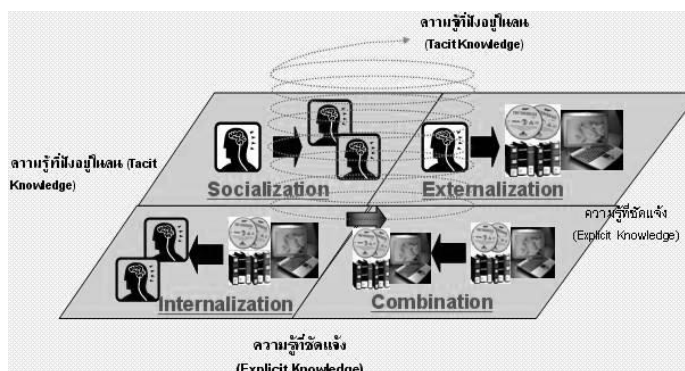 ความรู้ที่ฝังอยู่ในคน
(Tacit Knowledge)
ความรู้ที่ฝังอยู่ในคน (Tacit
Knowledge)
Socialization
Externalization
ความรู้ที่ชัดแจ้ง
(Explicit Knowledge)
Internalization
Combination
ความรู้ที่ชัดแจ้ง
(Explicit Knowledge)